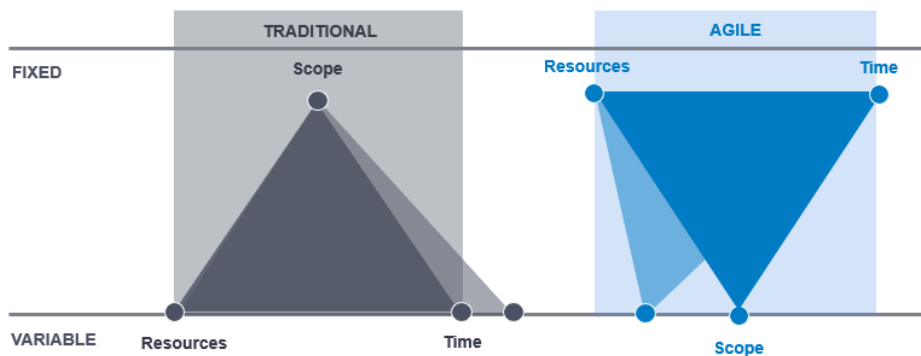 TRADITIONAL
AGILE
FIXED
Scope
Resources
Time
VARIABLE
Resources
Time
Scope